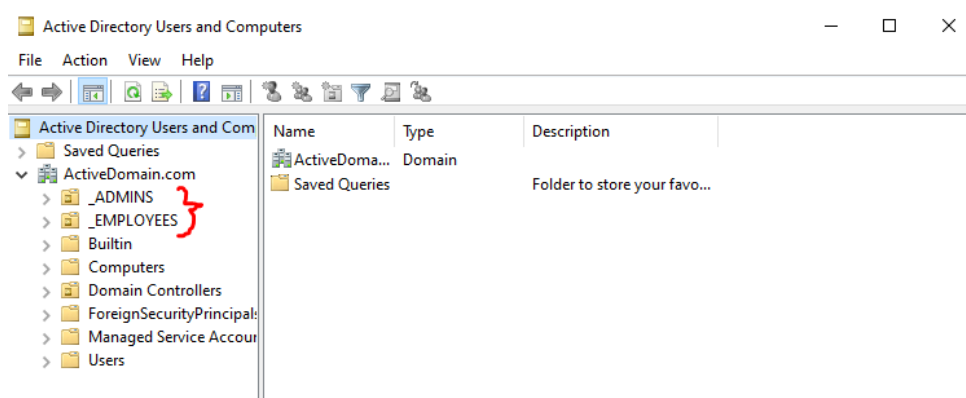 Active Directory Users and Computers
File Action View Help
Active Directory Users and Com
Saved Queries
ActiveDomain.com
_ADMINS
_EMPLOYEES
Builtin
Computers
Domain Controllers
ForeignSecurityPrincipals
Managed Service Accour
Users
Name Type Description
ActiveDoma... Domain
Saved Queries Folder to store your favo...